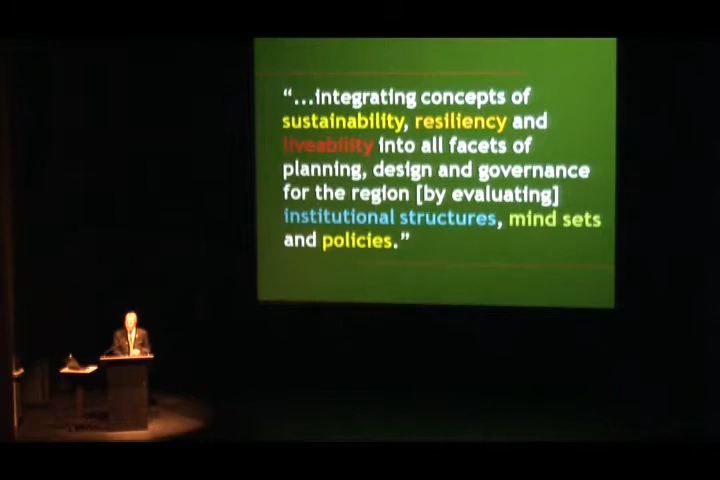 “...integrating concepts of
sustainability, resiliency and
liveability into all facets of
planning, design and governance
for the region [by evaluating]
institutional structures, mind sets
and policies.”